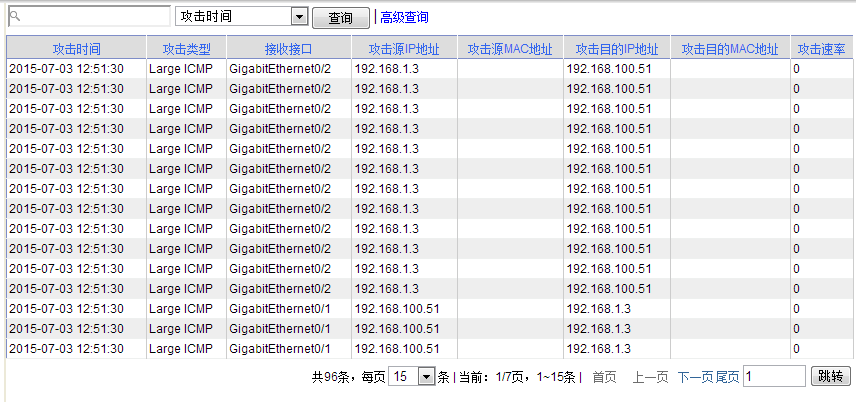 攻击时间 查询 | 高级查询
攻击时间 攻击类型 接收接口 攻击源IP地址 攻击源MAC地址 攻击目的IP地址 攻击目的MAC地址 攻击速率
2015-07-03 12:51:30 Large ICMP GigabitEthernet0/2 192.168.1.3 192.168.100.51 0
2015-07-03 12:51:30 Large ICMP GigabitEthernet0/2 192.168.1.3 192.168.100.51 0
2015-07-03 12:51:30 Large ICMP GigabitEthernet0/2 192.168.1.3 192.168.100.51 0
2015-07-03 12:51:30 Large ICMP GigabitEthernet0/2 192.168.1.3 192.168.100.51 0
2015-07-03 12:51:30 Large ICMP GigabitEthernet0/2 192.168.1.3 192.168.100.51 0
2015-07-03 12:51:30 Large ICMP GigabitEthernet0/2 192.168.1.3 192.168.100.51 0
2015-07-03 12:51:30 Large ICMP GigabitEthernet0/2 192.168.1.3 192.168.100.51 0
2015-07-03 12:51:30 Large ICMP GigabitEthernet0/2 192.168.1.3 192.168.100.51 0
2015-07-03 12:51:30 Large ICMP GigabitEthernet0/2 192.168.1.3 192.168.100.51 0
2015-07-03 12:51:30 Large ICMP GigabitEthernet0/2 192.168.1.3 192.168.100.51 0
2015-07-03 12:51:30 Large ICMP GigabitEthernet0/2 192.168.1.3 192.168.100.51 0
2015-07-03 12:51:30 Large ICMP GigabitEthernet0/2 192.168.1.3 192.168.100.51 0
2015-07-03 12:51:30 Large ICMP GigabitEthernet0/1 192.168.100.51 192.168.1.3 0
2015-07-03 12:51:30 Large ICMP GigabitEthernet0/1 192.168.100.51 192.168.1.3 0
2015-07-03 12:51:30 Large ICMP GigabitEthernet0/1 192.168.100.51 192.168.1.3 0
共96条，每页 15 条 | 当前：1/7页，1~15条 | 首页 上一页 下一页 尾页 1 跳转